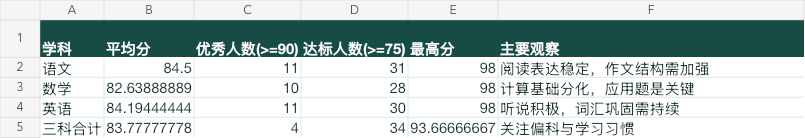 A B C D E F
1 学科 平均分 优秀人数(>=90) 达标人数(>=75) 最高分 主要观察
2 语文 84.5 11 31 98 阅读表达稳定，作文结构需加强
3 数学 82.63888889 10 28 98 计算基础分化，应用题是关键
4 英语 84.19444444 11 30 98 听说积极，词汇巩固需持续
5 三科合计 83.77777778 4 34 93.66666667 关注偏科与学习习惯